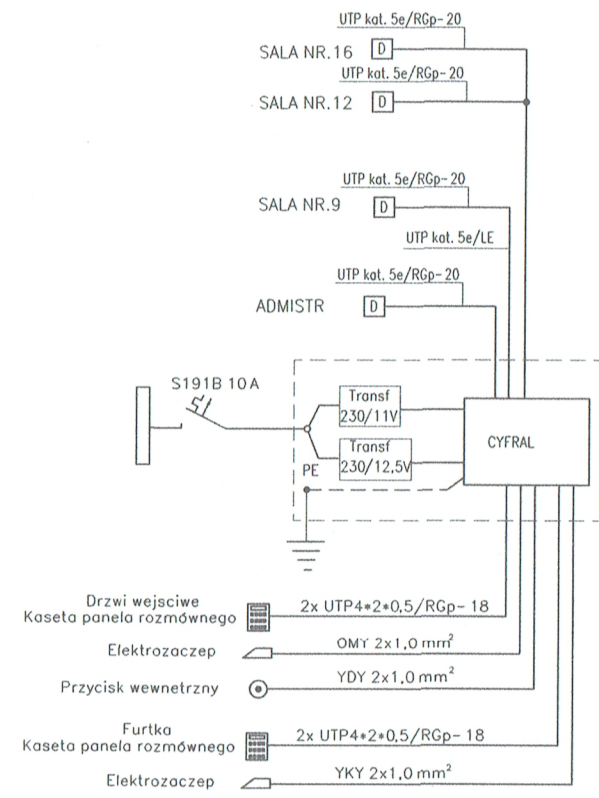 UTP kat. 5e/RGp-20
SALA NR.16 D
UTP kat. 5e/RGp-20
SALA NR.12 D
UTP kat. 5e/RGp-20
SALA NR.9 D
UTP kat. 5e/LE
UTP kat. 5e/RGp-20
ADMISTR D
S191B 10A
Transf
230/11V
CYFRAL
Transf
230/12,5V
PE
Drzwi wejsciwe
Kaseta panela rozmównego
2x UTP4*2*0,5/RGp-18
Elektrozaczep
OMY 2x1,0 mm²
Przycisk wewnetrzny
YDY 2x1,0 mm²
Furtka
Kaseta panela rozmównego
2x UTP4*2*0,5/RGp-18
Elektrozaczep
YKY 2x1,0 mm²